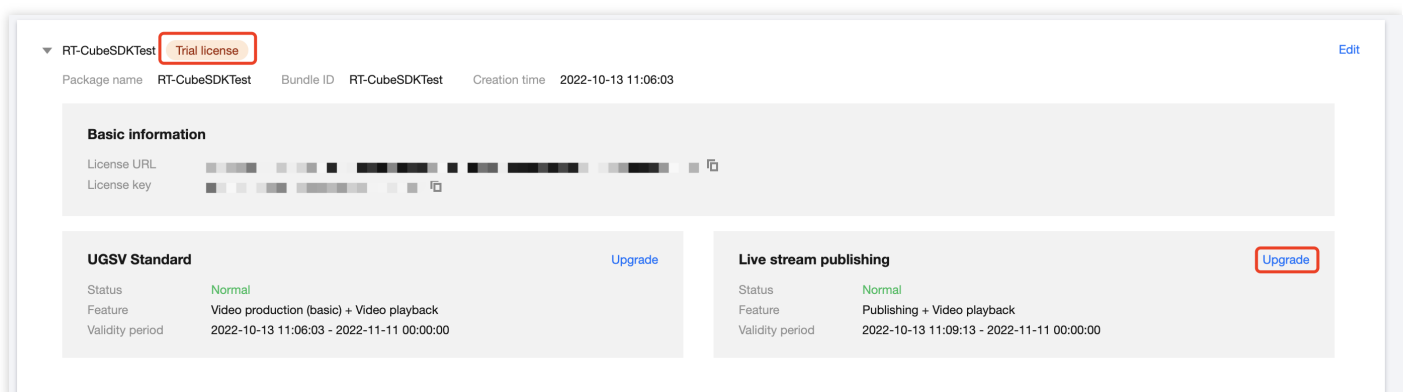 RT-CubeSDKTest Trial license Edit
Package name RT-CubeSDKTest Bundle ID RT-CubeSDKTest Creation time 2022-10-13 11:06:03
Basic information
License URL
License key
UGSV Standard Upgrade
Status Normal
Feature Video production (basic) + Video playback
Validity period 2022-10-13 11:06:03 - 2022-11-11 00:00:00
Live stream publishing Upgrade
Status Normal
Feature Publishing + Video playback
Validity period 2022-10-13 11:09:13 - 2022-11-11 00:00:00